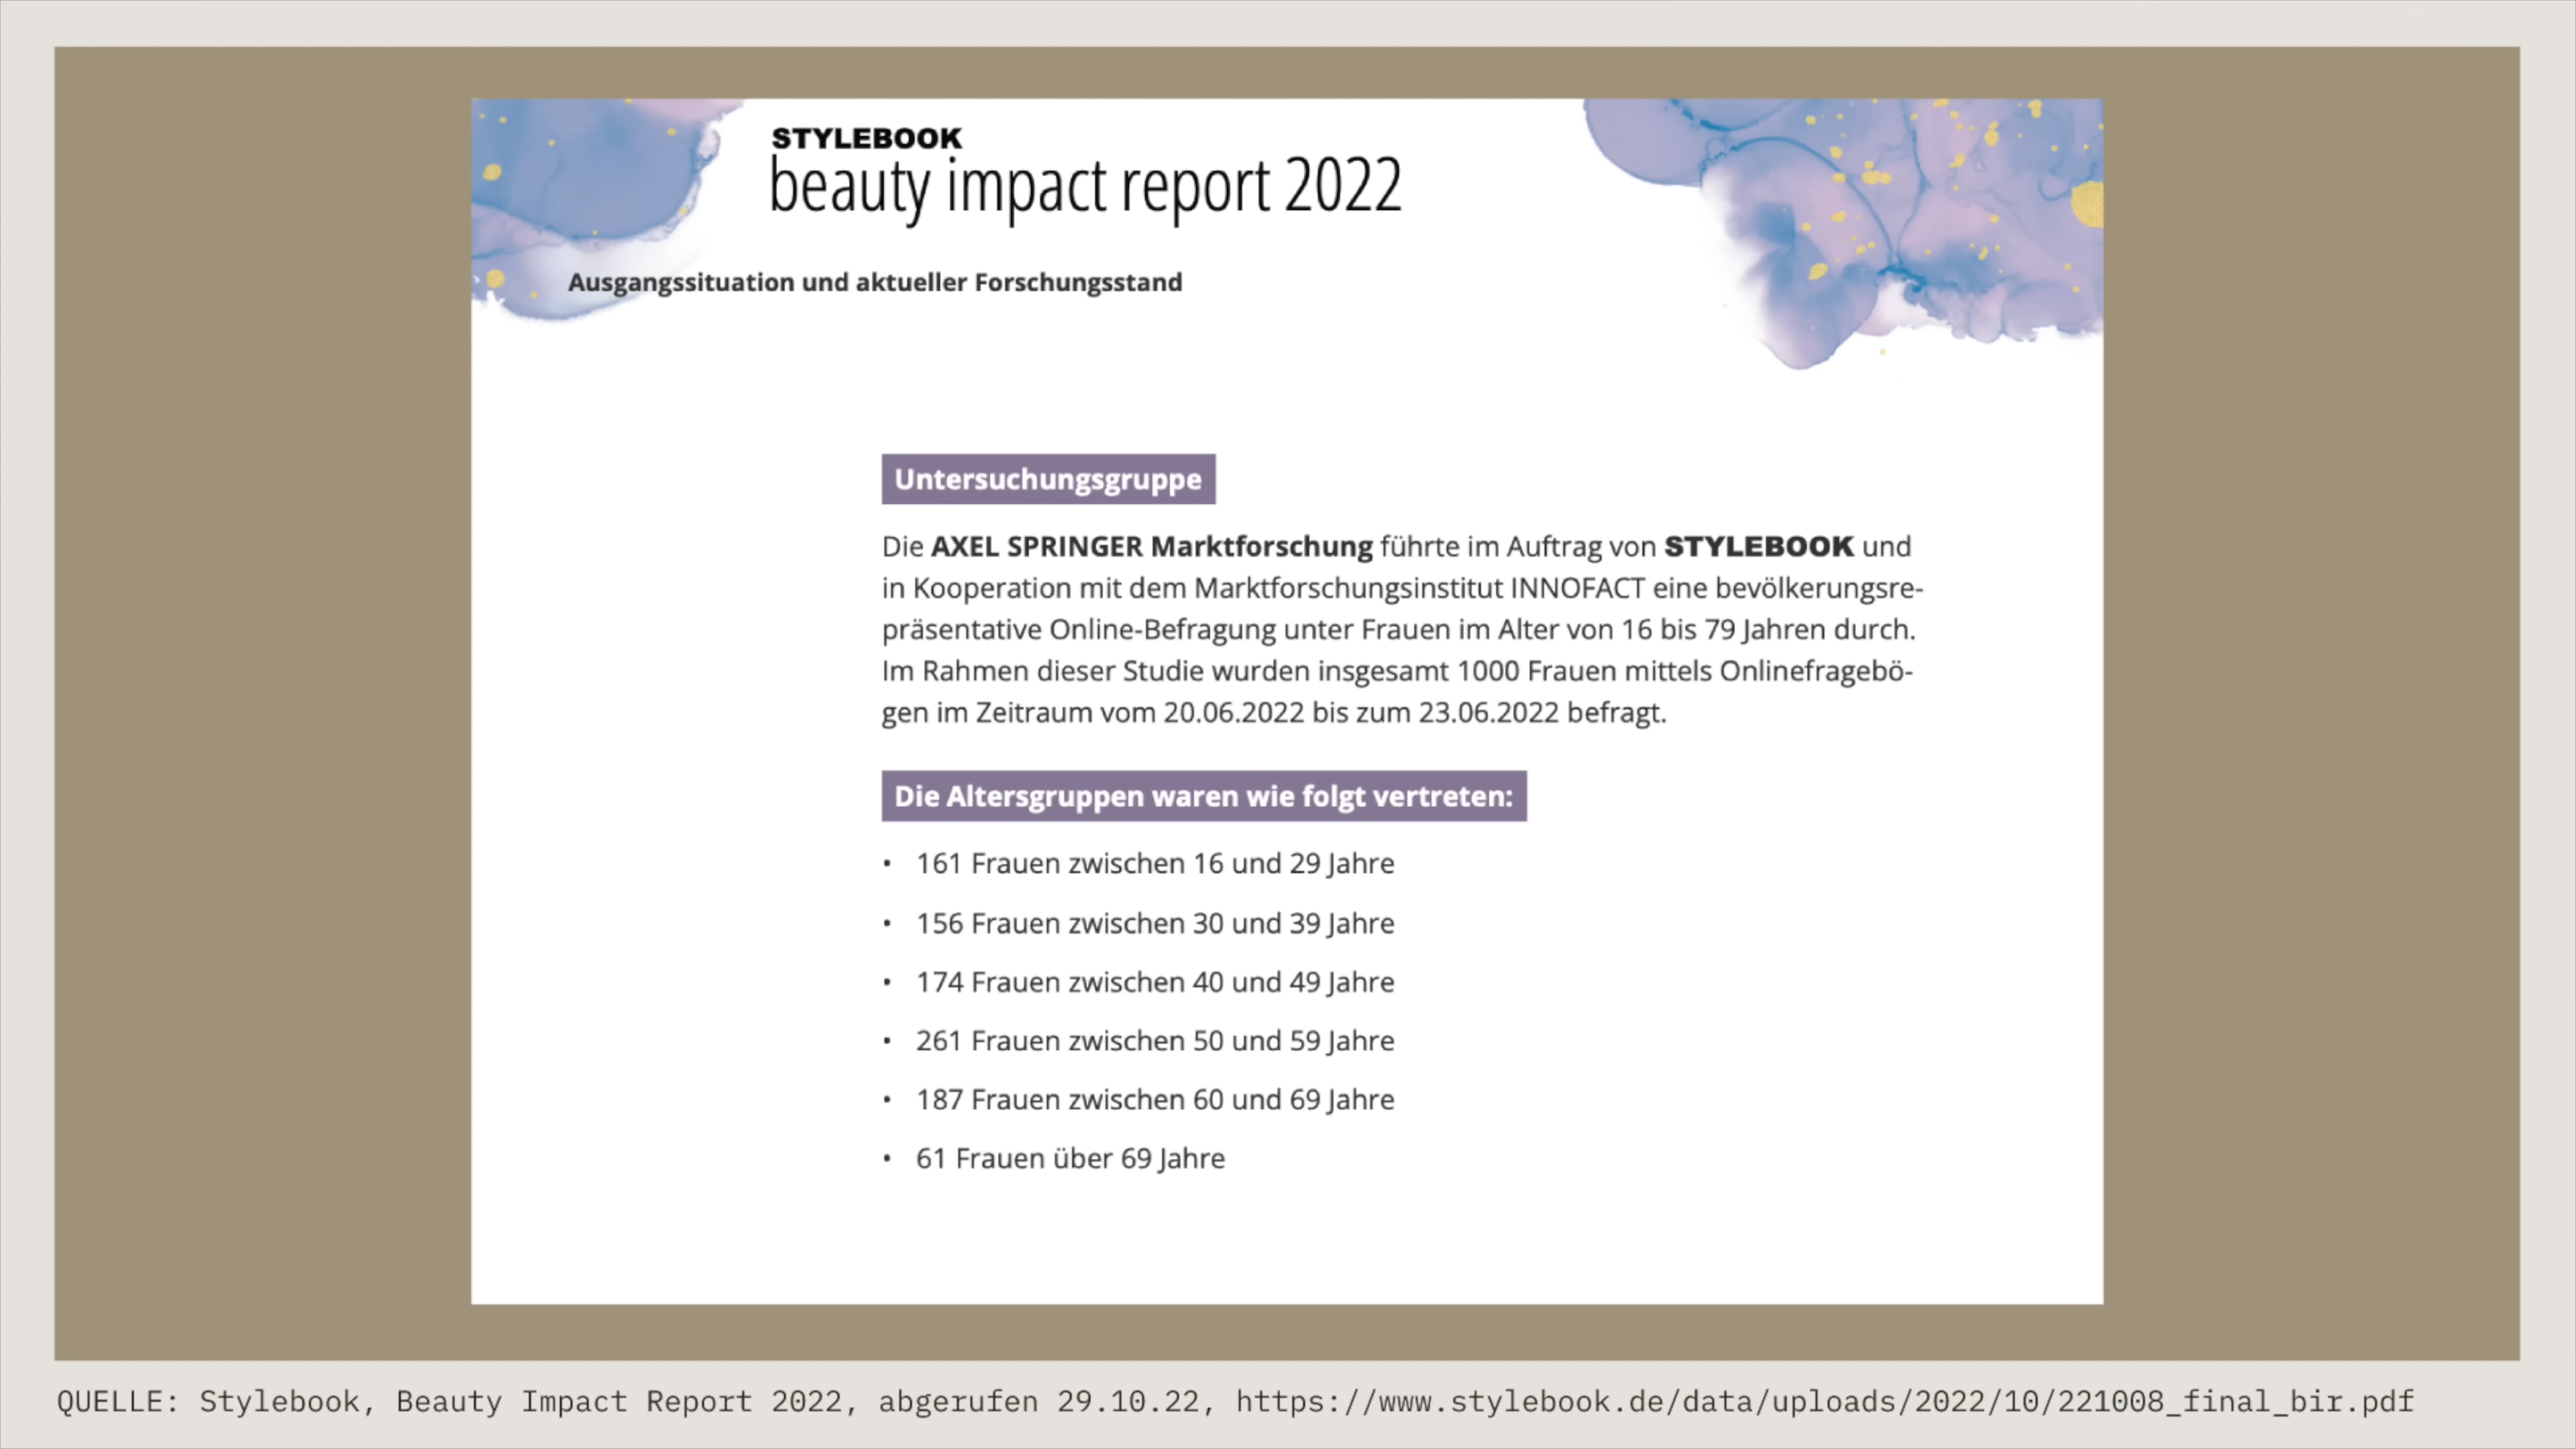 STYLEBOOK
beauty impact report 2022
Ausgangssituation und aktueller Forschungsstand
Untersuchungsgruppe
Die AXEL SPRINGER Marktforschung führte im Auftrag von STYLEBOOK und
in Kooperation mit dem Marktforschungsinstitut INNOFACT eine bevölkerungsre-
präsentative Online-Befragung unter Frauen im Alter von 16 bis 79 Jahren durch.
Im Rahmen dieser Studie wurden insgesamt 1000 Frauen mittels Onlinefragebö-
gen im Zeitraum vom 20.06.2022 bis zum 23.06.2022 befragt.
Die Altersgruppen waren wie folgt vertreten:
• 161 Frauen zwischen 16 und 29 Jahre
• 156 Frauen zwischen 30 und 39 Jahre
• 174 Frauen zwischen 40 und 49 Jahre
• 261 Frauen zwischen 50 und 59 Jahre
• 187 Frauen zwischen 60 und 69 Jahre
• 61 Frauen über 69 Jahre
QUELLE: Stylebook, Beauty Impact Report 2022, abgerufen 29.10.22, https://www.stylebook.de/data/uploads/2022/10/221008_final_bir.pdf